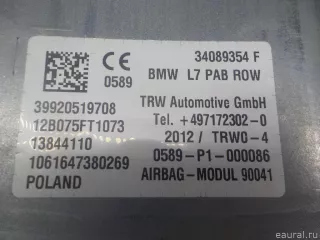 34089354 F
CE
0589
BMW L7 PAB ROW
39920519708
TRW Automotive GmbH
12B075FT1073
Tel. +497172302-0
13844110
2012 / TRWG-4
1061647380269
0589-P1-000086
POLAND
AIRBAG-MODUL 90041
eaural.ru